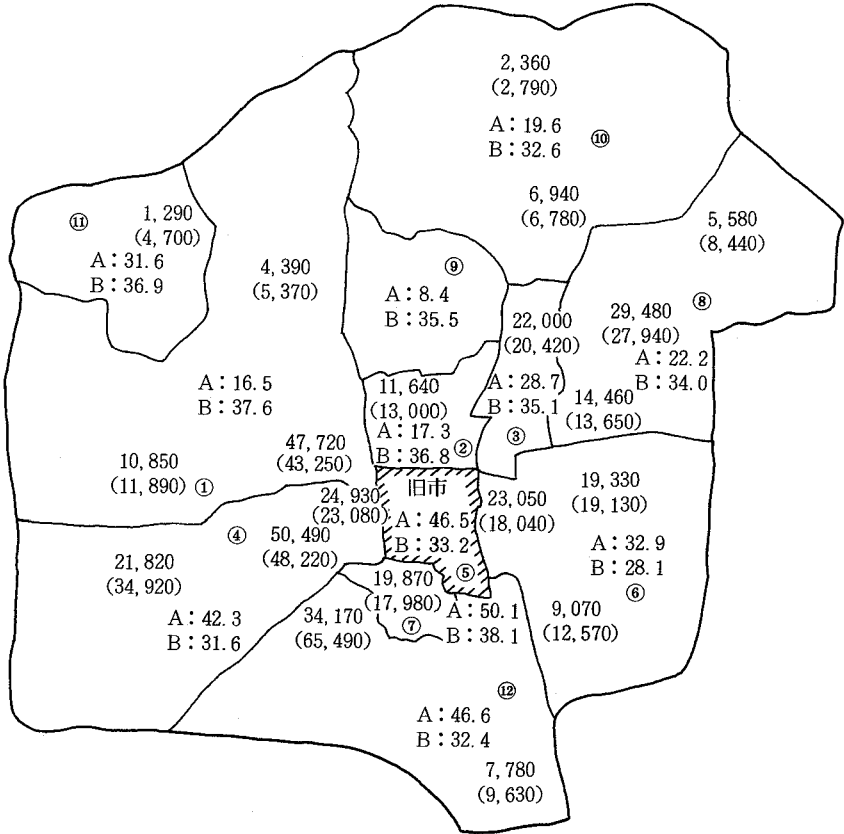 2,360
(2,790)
A：19.6
B：32.6
⑩
6,940
(6,780)
⑪
1,290
(4,700)
A：31.6
B：36.9
4,390
(5,370)
⑨
A：8.4
B：35.5
5,580
(8,440)
⑧
29,480
(27,940)
A：22.2
B：34.0
14,460
(13,650)
22,000
(20,420)
A：28.7
B：35.1
③
11,640
(13,000)
A：17.3
B：36.8
②
A：16.5
B：37.6
47,720
(43,250)
10,850
(11,890)
①
24,930
(23,080)
④
50,490
(48,220)
21,820
(34,920)
A：42.3
B：31.6
旧市
A：46.5
B：33.2
⑤
23,050
(18,040)
19,330
(19,130)
A：32.9
B：28.1
⑥
9,070
(12,570)
19,870
(17,980)
⑦
A：50.1
B：38.1
34,170
(65,490)
⑫
A：46.6
B：32.4
7,780
(9,630)